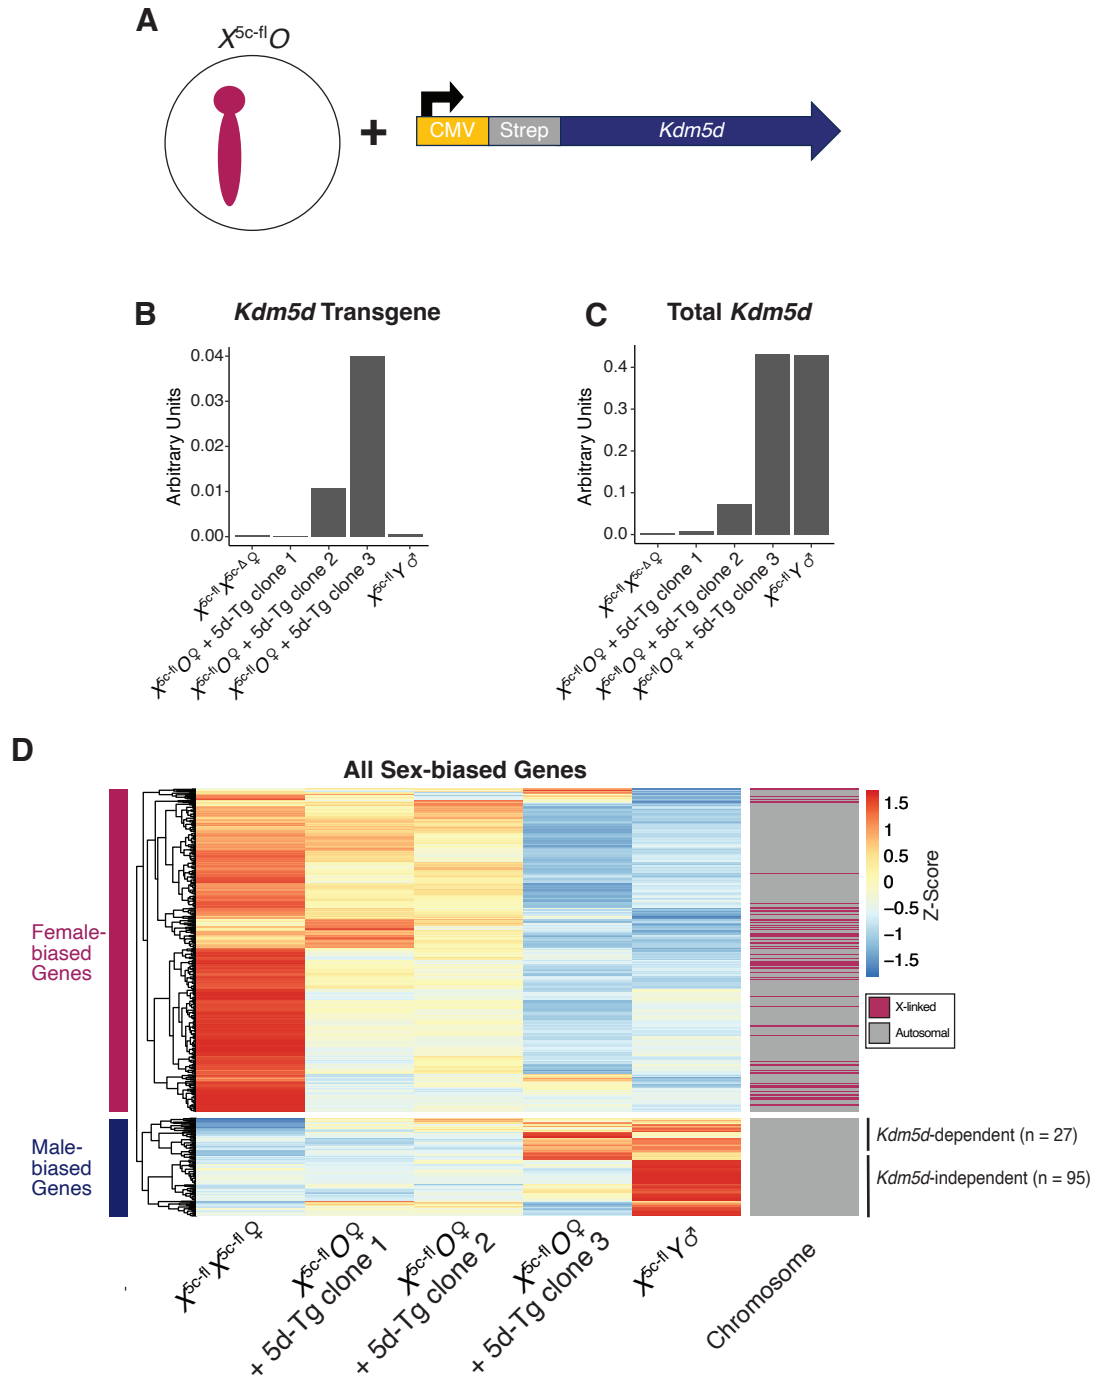 A
X5c-flO
+
CMV
Strep
Kdm5d
B
Kdm5d Transgene
Arbitrary Units
0.04
0.03
0.02
0.01
0.00
X5c-flX5c-Δ♀
X5c-flO♀ + 5d-Tg clone 1
X5c-flO♀ + 5d-Tg clone 2
X5c-flO♀ + 5d-Tg clone 3
X5c-flY♂
C
Total Kdm5d
Arbitrary Units
0.4
0.3
0.2
0.1
0.0
X5c-flX5c-Δ♀
X5c-flO♀ + 5d-Tg clone 1
X5c-flO♀ + 5d-Tg clone 2
X5c-flO♀ + 5d-Tg clone 3
X5c-flY♂
D
All Sex-biased Genes
Female-
biased
Genes
Male-
biased
Genes
1.5
1
0.5
0
−0.5
−1
−1.5
Z-Score
X-linked
Autosomal
Kdm5d-dependent (n = 27)
Kdm5d-independent (n = 95)
X5c-flX5c-fl♀
X5c-flO♀
+ 5d-Tg clone 1
X5c-flO♀
+ 5d-Tg clone 2
X5c-flO♀
+ 5d-Tg clone 3
X5c-flY♂
Chromosome